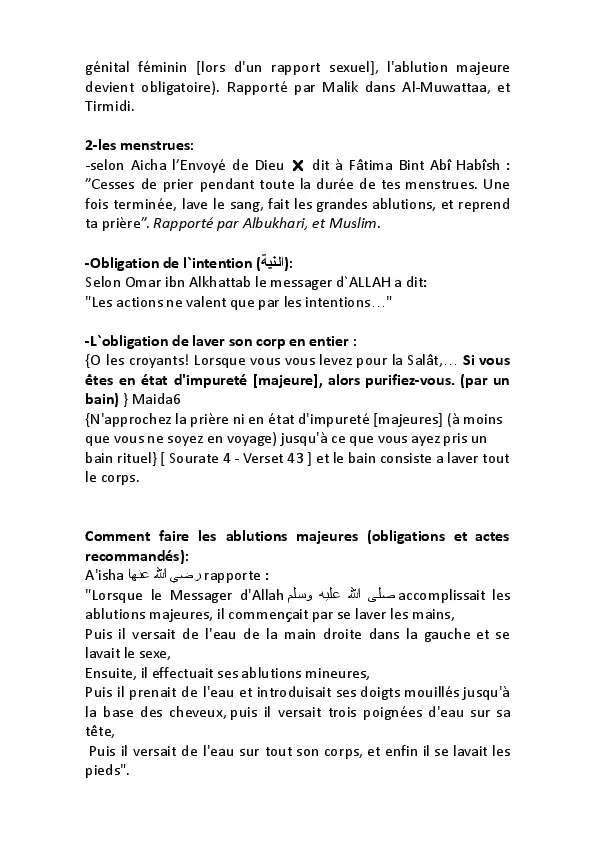 génital féminin [lors d'un rapport sexuel], l'ablution majeure
devient obligatoire). Rapporté par Malik dans Al-Muwattaa, et
Tirmidi.
2-les menstrues:
-selon Aicha l’Envoyé de Dieu ❌ dit à Fâtima Bint Abî Habîsh :
”Cesses de prier pendant toute la durée de tes menstrues. Une
fois terminée, lave le sang, fait les grandes ablutions, et reprend
ta prière”. Rapporté par Albukhari, et Muslim.
-Obligation de l`intention (النية):
Selon Omar ibn Alkhattab le messager d`ALLAH a dit:
"Les actions ne valent que par les intentions…"
-L`obligation de laver son corp en entier :
{O les croyants! Lorsque vous vous levez pour la Salât,… Si vous
êtes en état d'impureté [majeure], alors purifiez-vous. (par un
bain) } Maida6
{N'approchez la prière ni en état d'impureté [majeures] (à moins
que vous ne soyez en voyage) jusqu'à ce que vous ayez pris un
bain rituel} [ Sourate 4 - Verset 43 ] et le bain consiste a laver tout
le corps.
Comment faire les ablutions majeures (obligations et actes
recommandés):
A'isha رضي الله عنها rapporte :
"Lorsque le Messager d'Allah صلى الله عليه وسلم accomplissait les
ablutions majeures, il commençait par se laver les mains,
Puis il versait de l'eau de la main droite dans la gauche et se
lavait le sexe,
Ensuite, il effectuait ses ablutions mineures,
Puis il prenait de l'eau et introduisait ses doigts mouillés jusqu'à
la base des cheveux, puis il versait trois poignées d'eau sur sa
tête,
Puis il versait de l'eau sur tout son corps, et enfin il se lavait les
pieds".